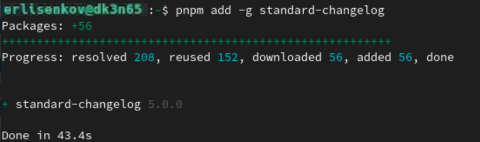 erlisenkov@dk3n65 :~$ pnpm add -g standard-changelog
Packages: +56
++++++++++++++++++++++++++++++++++++++++++++++++++++++++
Progress: resolved 208, reused 152, downloaded 56, added 56, done
+ standard-changelog 5.0.0
Done in 43.4s